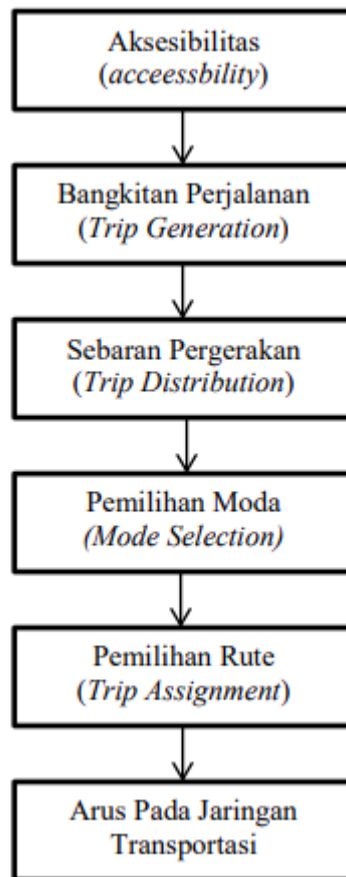 Aksesibilitas
(acceessbility)
Bangkitan Perjalanan
(Trip Generation)
Sebaran Pergerakan
(Trip Distribution)
Pemilihan Moda
(Mode Selection)
Pemilihan Rute
(Trip Assignment)
Arus Pada Jaringan
Transportasi